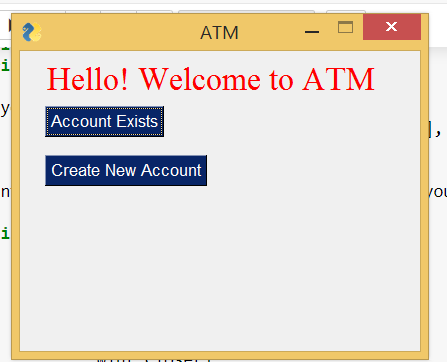 ATM
Hello! Welcome to ATM
Account Exists
Create New Account